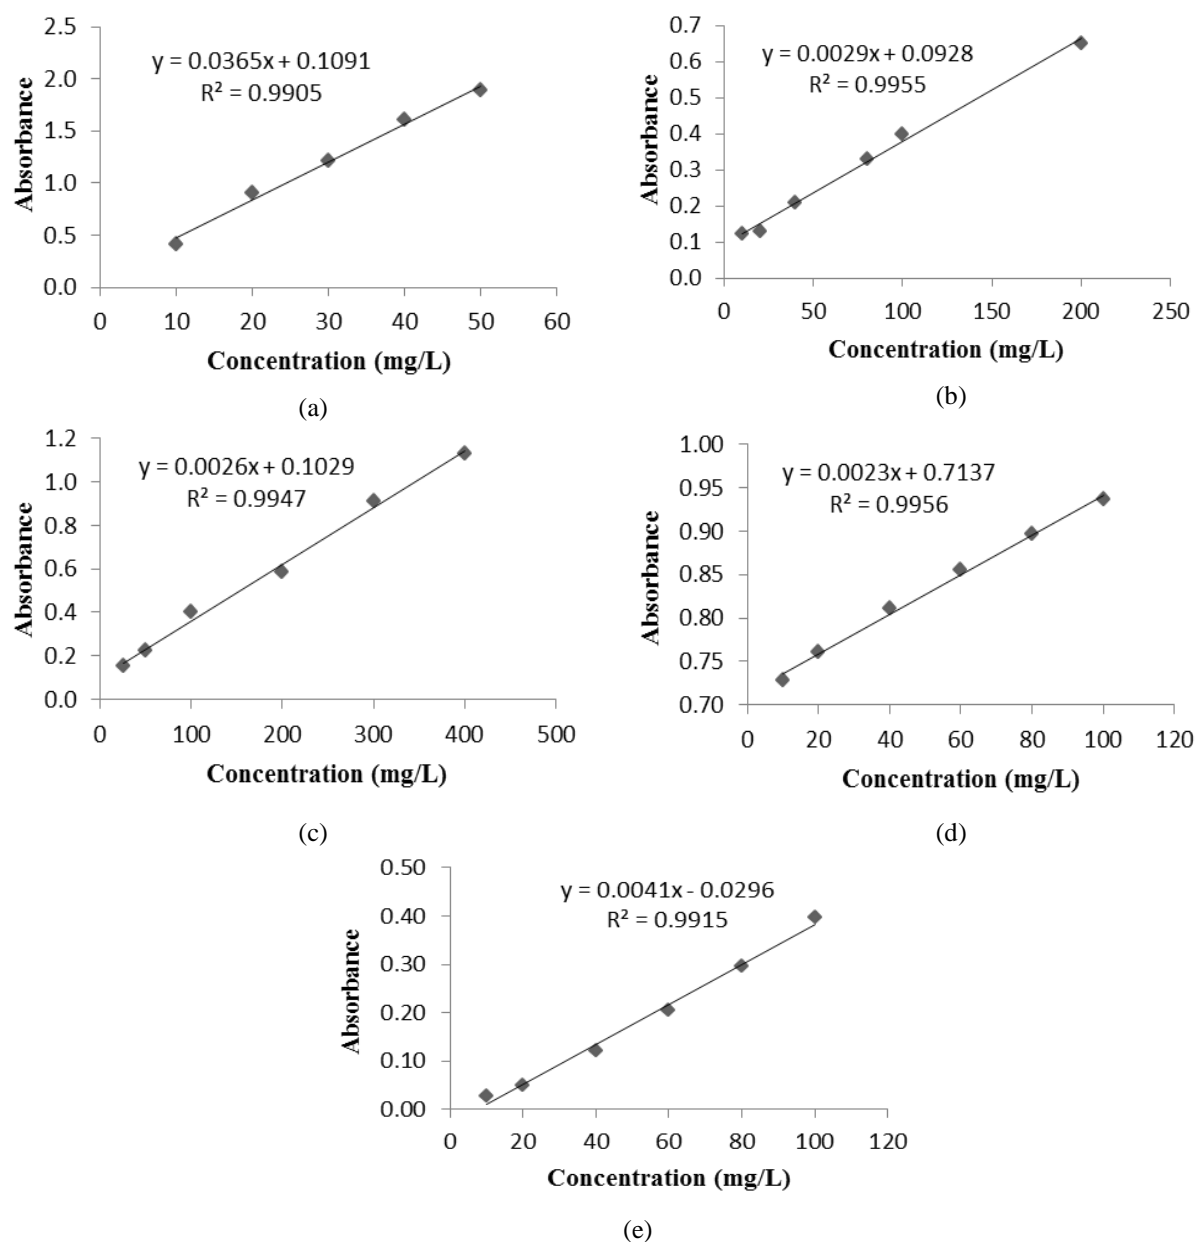 2.5
2.0
1.5
1.0
0.5
0.0
Absorbance
y = 0.0365x + 0.1091
R² = 0.9905
0 10 20 30 40 50 60
Concentration (mg/L)
(a)
0.7
0.6
0.5
0.4
0.3
0.2
0.1
0.0
Absorbance
y = 0.0029x + 0.0928
R² = 0.9955
0 50 100 150 200 250
Concentration (mg/L)
(b)
1.2
1.0
0.8
0.6
0.4
0.2
0.0
Absorbance
y = 0.0026x + 0.1029
R² = 0.9947
0 100 200 300 400 500
Concentration (mg/L)
(c)
1.00
0.95
0.90
0.85
0.80
0.75
0.70
Absorbance
y = 0.0023x + 0.7137
R² = 0.9956
0 20 40 60 80 100 120
Concentration (mg/L)
(d)
0.50
0.40
0.30
0.20
0.10
0.00
Absorbance
y = 0.0041x - 0.0296
R² = 0.9915
0 20 40 60 80 100 120
Concentration (mg/L)
(e)